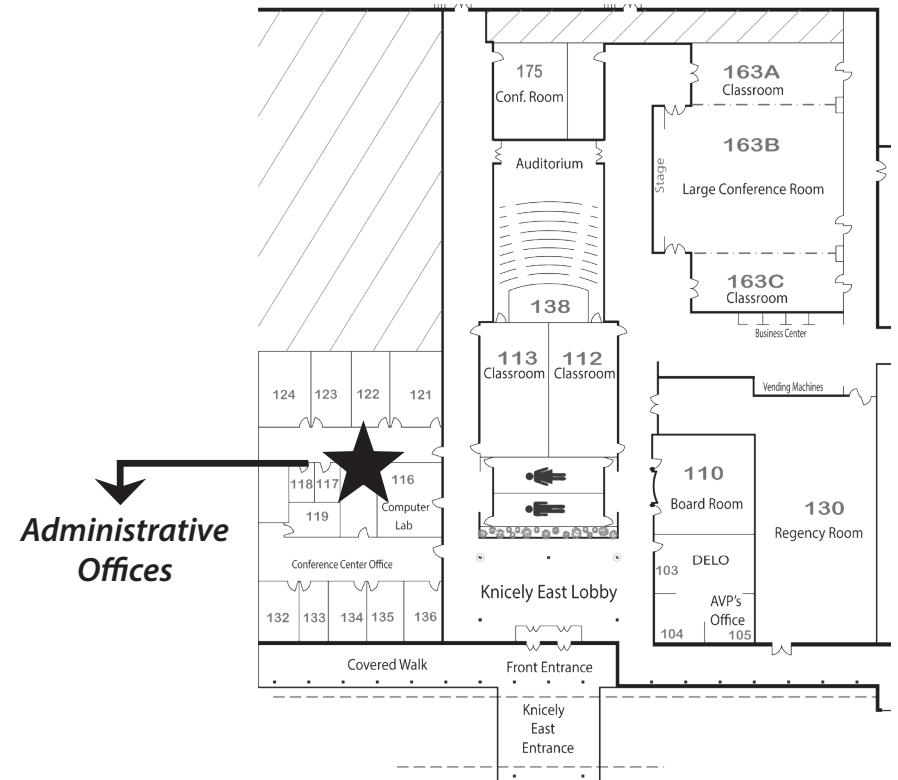 175
Conf. Room
163A
Classroom
Auditorium
163B
Stage
Large Conference Room
163C
Classroom
138
Business Center
113
Classroom
112
Classroom
124
123
122
121
Vending Machines
118
117
116
Computer
Lab
119
110
Board Room
130
Regency Room
Administrative
Offices
Conference Center Office
103
DELO
Knicely East Lobby
AVP's
Office
132
133
134
135
136
104
105
Covered Walk
Front Entrance
Knicely
East
Entrance